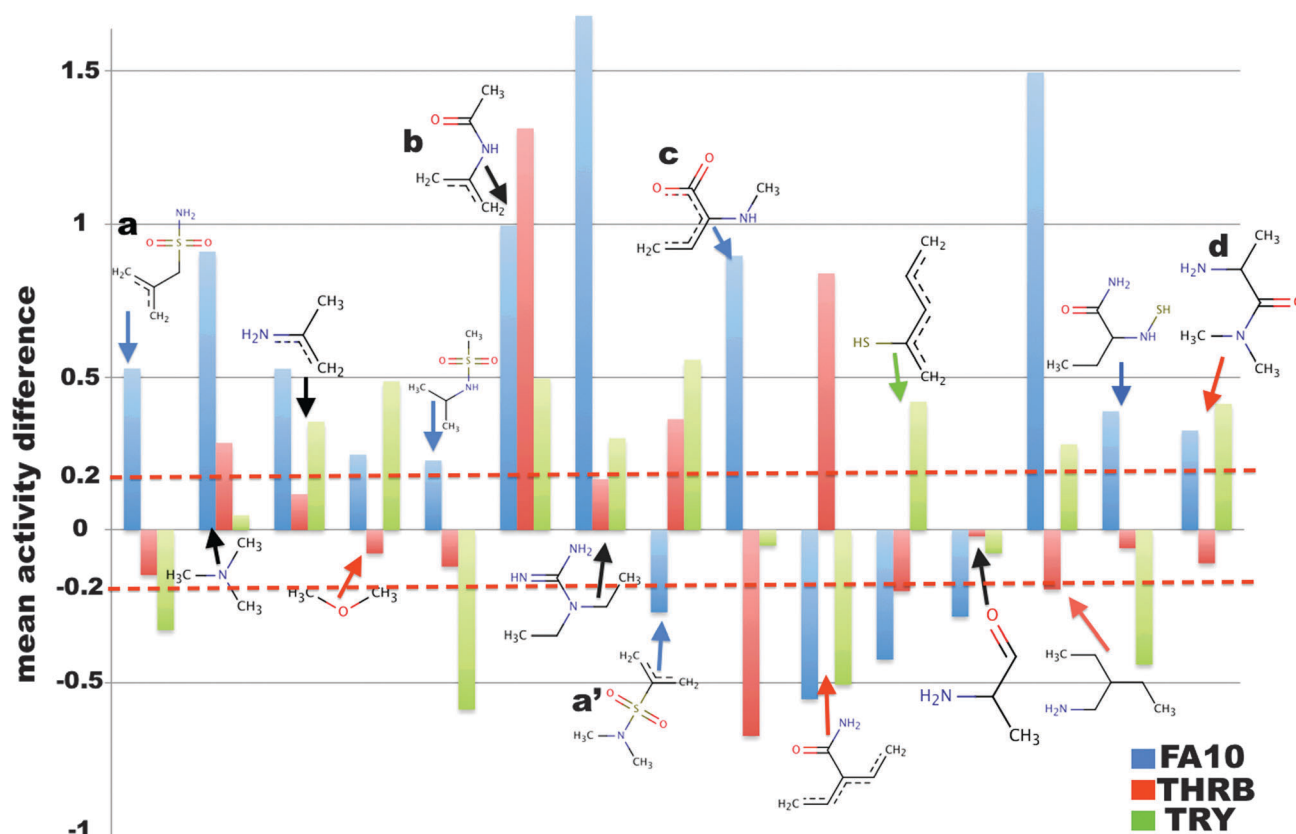 mean activity difference
1.5
1
0.5
0.2
0
-0.2
-0.5
-1
a
NH₂
O S O
H₂C
CH₂
H₂N
CH₃
CH₂
CH₃
O S O
NH
H₃C
CH₃
b
CH₃
O
NH
H₂C
CH₂
c
O
O
CH₃
NH
H₂C
CH₂
HS
CH₂
NH₂
SH
O
NH
H₃C
d
CH₃
H₂N
O
H₃C N
CH₃
CH₃
H₃C N
CH₃
H₃C CH₃
O
NH₂
HN
CH₃
N
H₃C
a'
H₂C
CH₂
O
S
O
H₃C N
CH₃
NH₂
O
CH₂
H₂C
O
H₂N
CH₃
H₃C
H₂N
CH₃
FA10
THRB
TRY